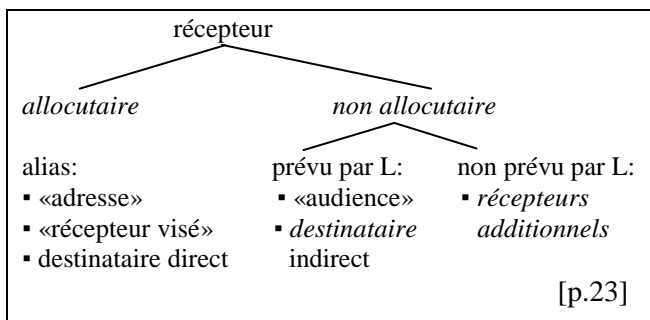 récepteur
allocutaire non allocutaire
alias: prévu par L: non prévu par L:
▪ «adresse» ▪ «audience» ▪ récepteurs
▪ «récepteur visé» ▪ destinataire additionnels
▪ destinataire direct indirect
[p.23]